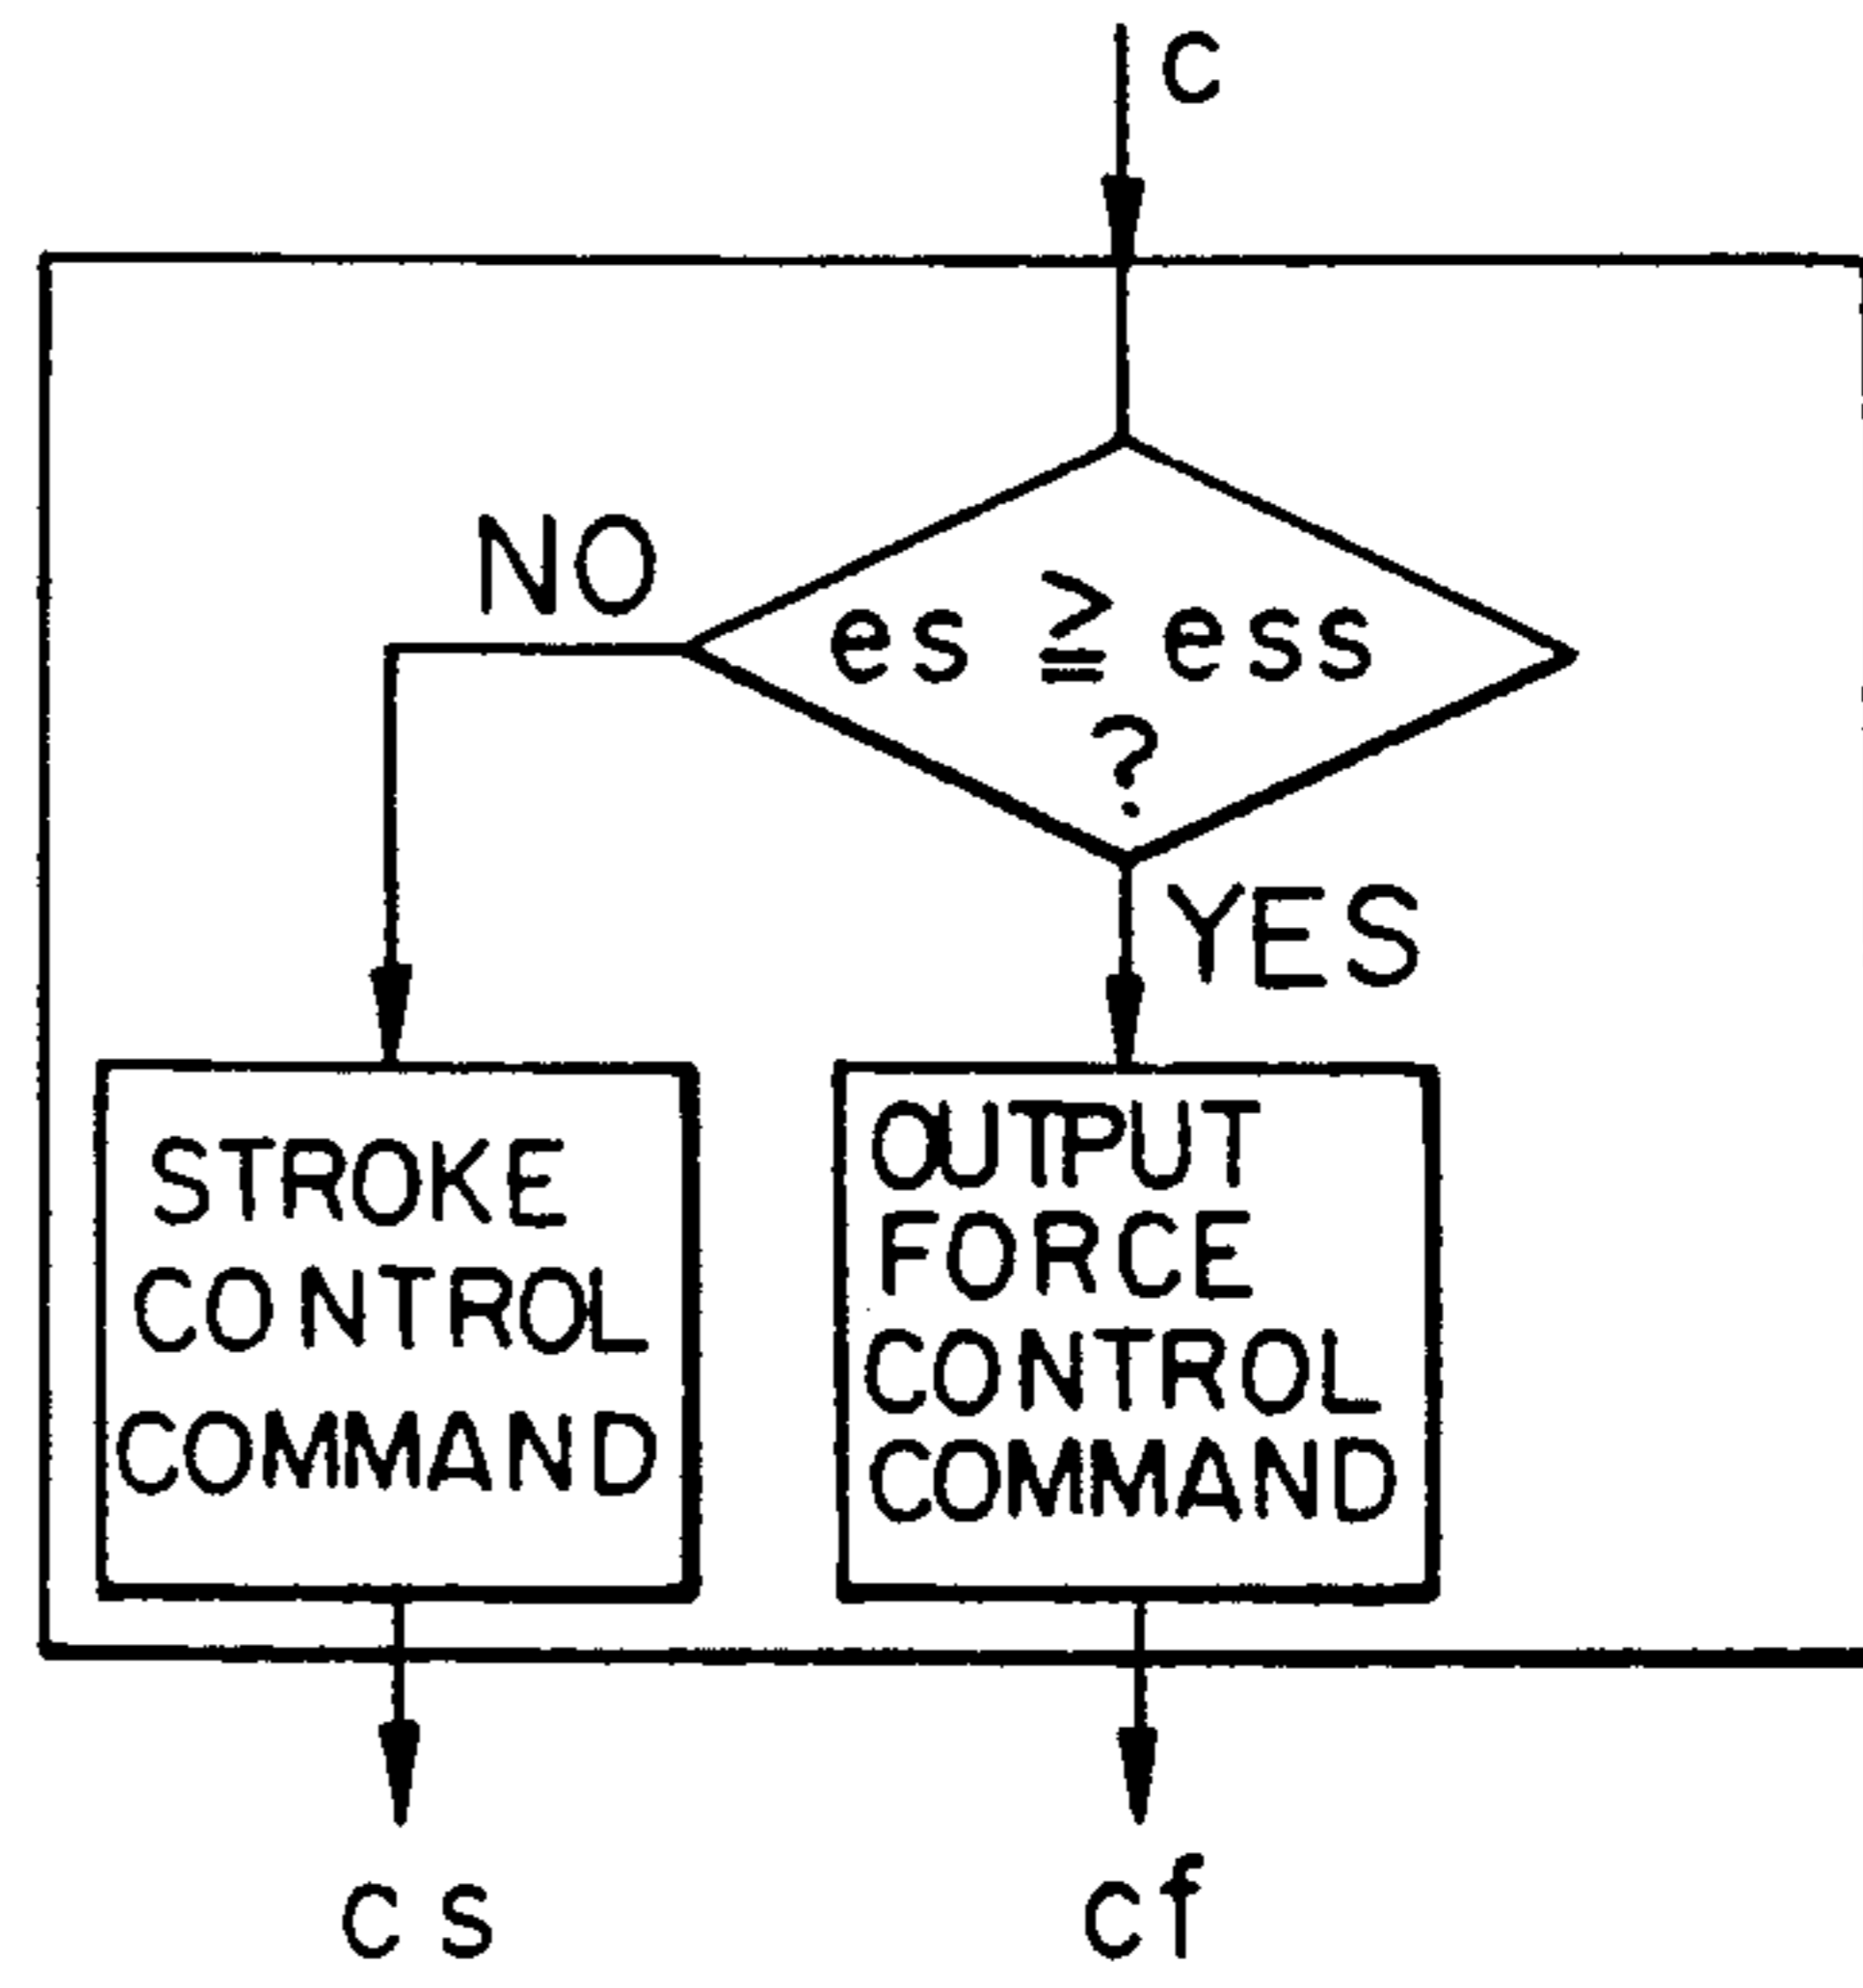 C
NO
es ≧ ess
?
YES
STROKE
CONTROL
COMMAND
OUTPUT
FORCE
CONTROL
COMMAND
cs
cf